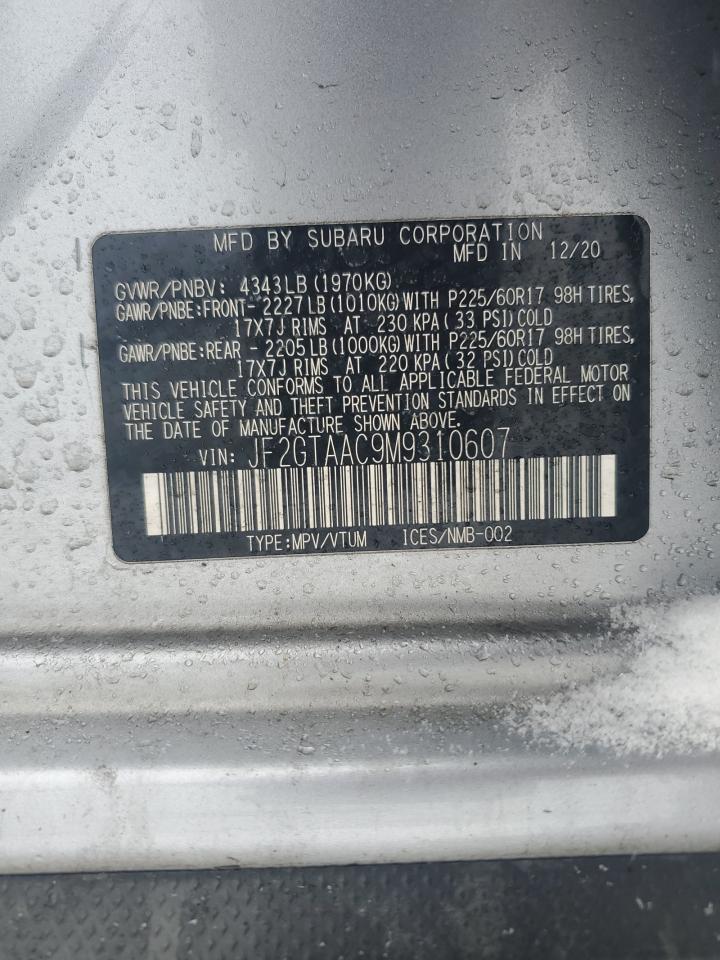 MFD BY SUBARU CORPORATION
MFD IN 12/20
GVWR/PNBV: 4343LB (1970KG)
GAWR/PNBE:FRONT- 2227LB (1010KG) WITH P225/60R17 98H TIRES,
17X7J RIMS AT 230 KPA (33 PSI) COLD
GAWR/PNBE:REAR - 2205LB (1000KG) WITH P225/60R17 98H TIRES,
17X7J RIMS AT 220 KPA (32 PSI) COLD
THIS VEHICLE CONFORMS TO ALL APPLICABLE FEDERAL MOTOR
VEHICLE SAFETY AND THEFT PREVENTION STANDARDS IN EFFECT ON
THE DATE OF MANUFACTURE SHOWN ABOVE.
VIN: JF2GTAAC9M9310607
TYPE:MPV/VTUM ICES/NMB-002